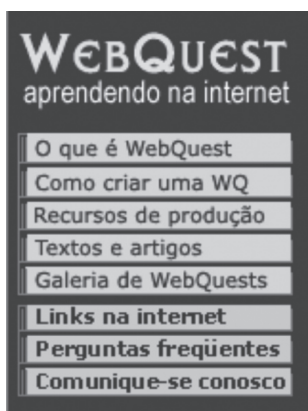 WEBQUEST
aprendendo na internet
O que é WebQuest
Como criar uma WQ
Recursos de produção
Textos e artigos
Galeria de WebQuests
Links na internet
Perguntas freqüentes
Comunique-se conosco